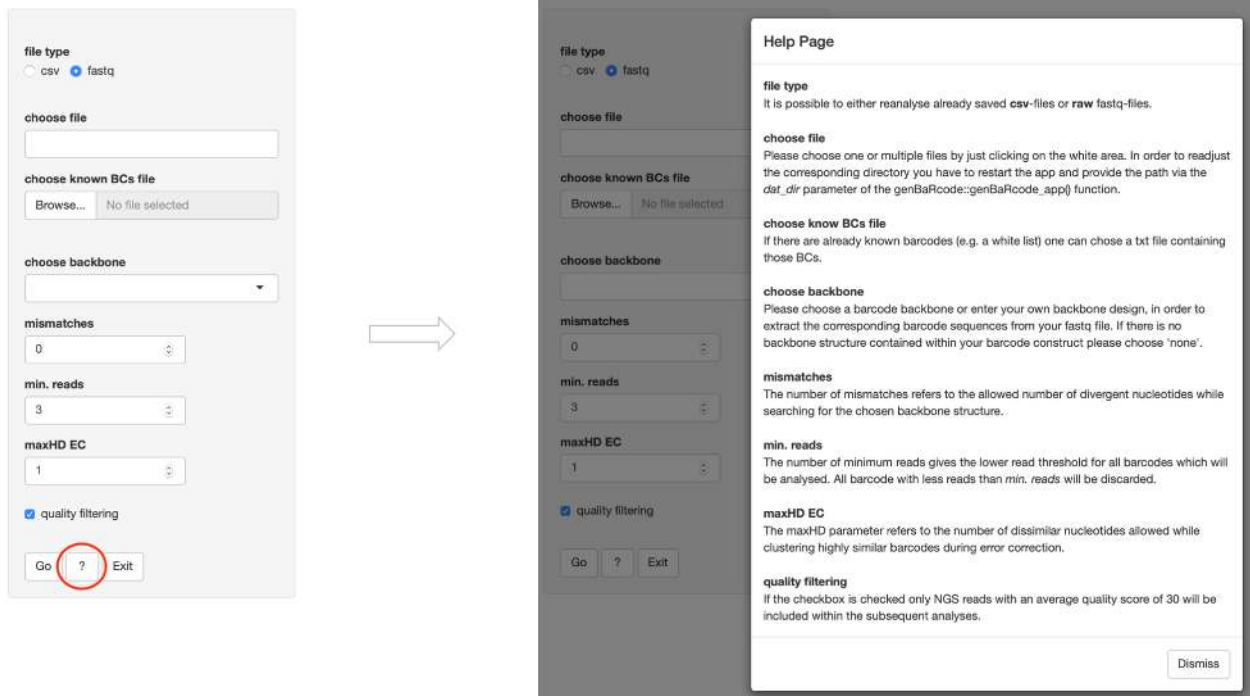 file type
csv fastq
choose file
choose known BCs file
Browse... No file selected
choose backbone
mismatches
0
min. reads
3
maxHD EC
1
quality filtering
Go ? Exit
file type
csv fastq
choose file
choose known BCs file
Browse... No file selected
choose backbone
mismatches
0
min. reads
3
maxHD EC
1
quality filtering
Go ? Exit
Help Page
file type
It is possible to either reanalyse already saved csv-files or raw fastq-files.
choose file
Please choose one or multiple files by just clicking on the white area. In order to readjust
the corresponding directory you have to restart the app and provide the path via the
dat_dir parameter of the genBaRcode::genBaRcode_app() function.
choose know BCs file
If there are already known barcodes (e.g. a white list) one can chose a txt file containing
those BCs.
choose backbone
Please choose a barcode backbone or enter your own backbone design, in order to
extract the corresponding barcode sequences from your fastq file. If there is no
backbone structure contained within your barcode construct please choose 'none'.
mismatches
The number of mismatches refers to the allowed number of divergent nucleotides while
searching for the chosen backbone structure.
min. reads
The number of minimum reads gives the lower read threshold for all barcodes which will
be analysed. All barcode with less reads than min. reads will be discarded.
maxHD EC
The maxHD parameter refers to the number of dissimilar nucleotides allowed while
clustering highly similar barcodes during error correction.
quality filtering
If the checkbox is checked only NGS reads with an average quality score of 30 will be
included within the subsequent analyses.
Dismiss